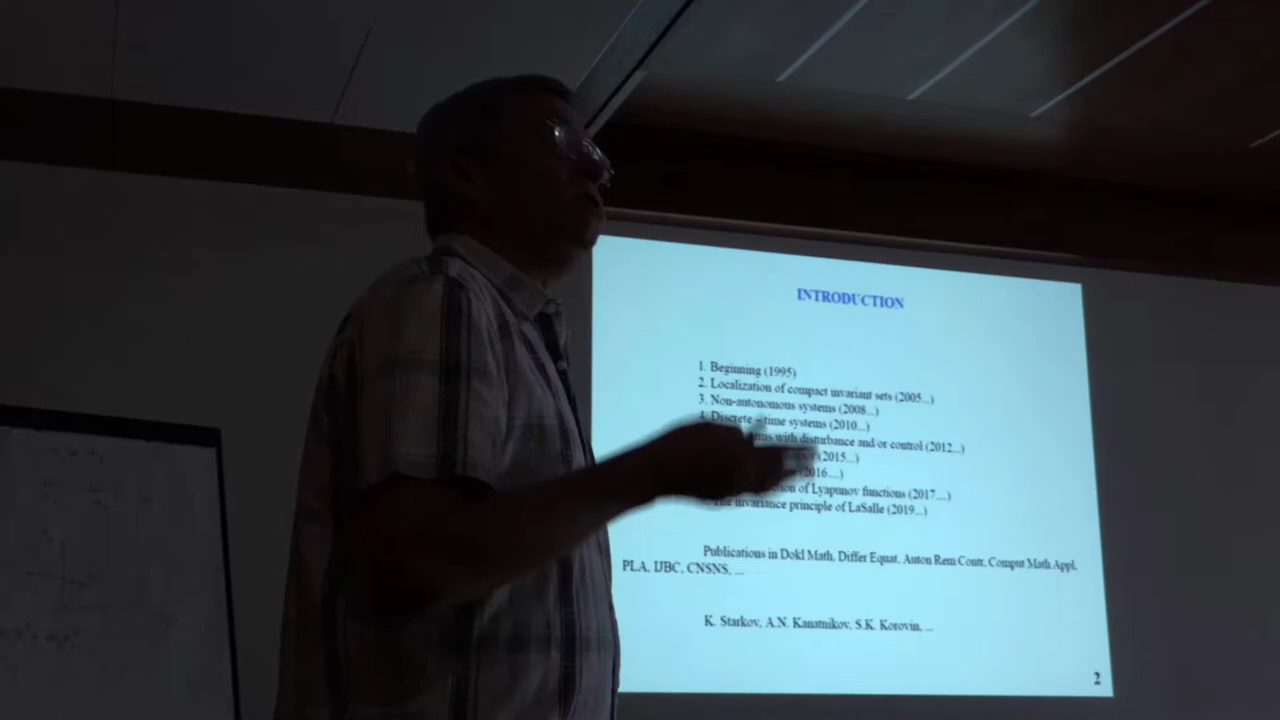 INTRODUCTION
1. Beginning (1995)
2. Localization of compact invariant sets (2005...)
3. Non-autonomous systems (2008...)
4. Discrete – time systems (2010...)
with disturbance and or control (2012...)
(2015...)
(2016....)
of Lyapunov functions (2017....)
invariance principle of LaSalle (2019...)
Publications in Dokl Math, Differ Equat, Autom Rem Contr, Comput Math Appl,
PLA, IJBC, CNSNS, ...
K. Starkov, A.N. Kanatnikov, S.K. Korovin, ...
2